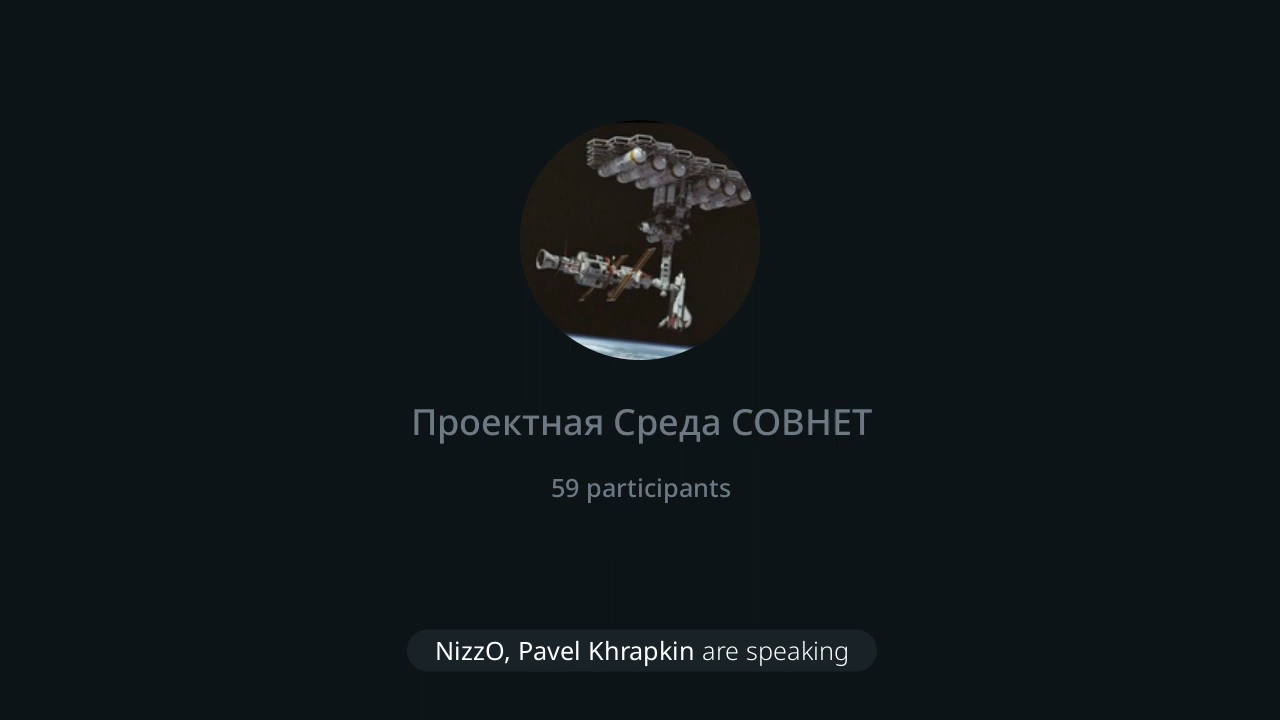 Проектная Среда СОВНЕТ
59 participants
NizzO, Pavel Khrapkin are speaking